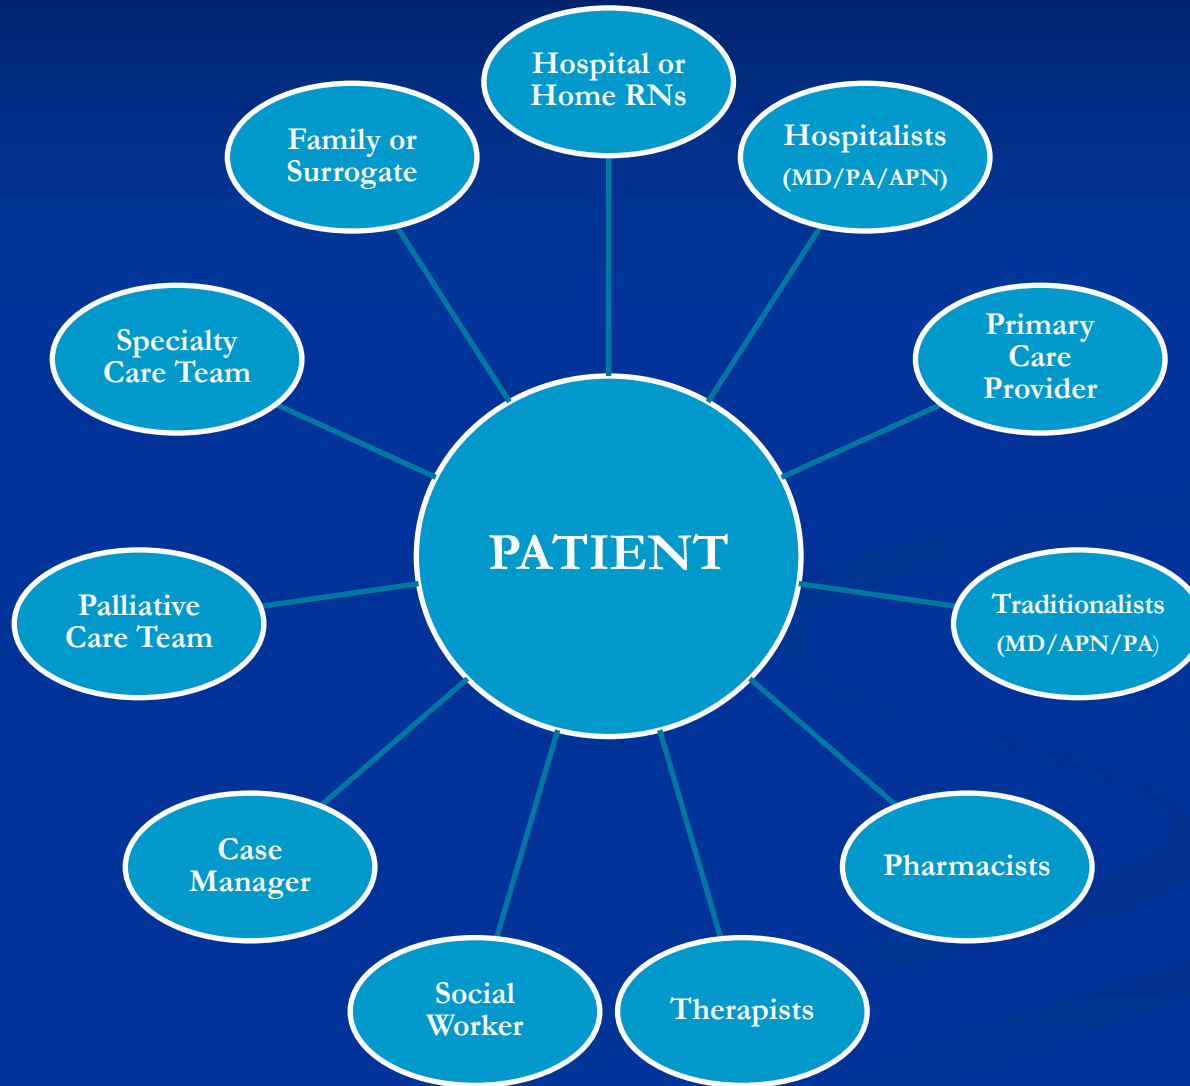 Hospital or
Home RNs
Hospitalists
(MD/PA/APN)
Primary
Care
Provider
Traditionalists
(MD/APN/PA)
Pharmacists
Therapists
Social
Worker
Case
Manager
Palliative
Care Team
Specialty
Care Team
Family or
Surrogate
PATIENT